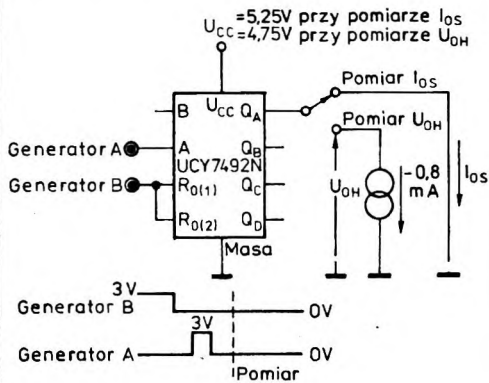 U_CC =5,25V przy pomiarze I_OS
=4,75V przy pomiarze U_OH
Pomiar I_OS
B
U_CC
Q_A
Pomiar U_OH
Generator A
A
Q_B
UCY7492N
Generator B
R_0(1)
Q_C
U_OH
-0,8
mA
I_OS
R_0(2)
Q_D
Masa
3V
Generator B
0V
3V
Generator A
0V
Pomiar